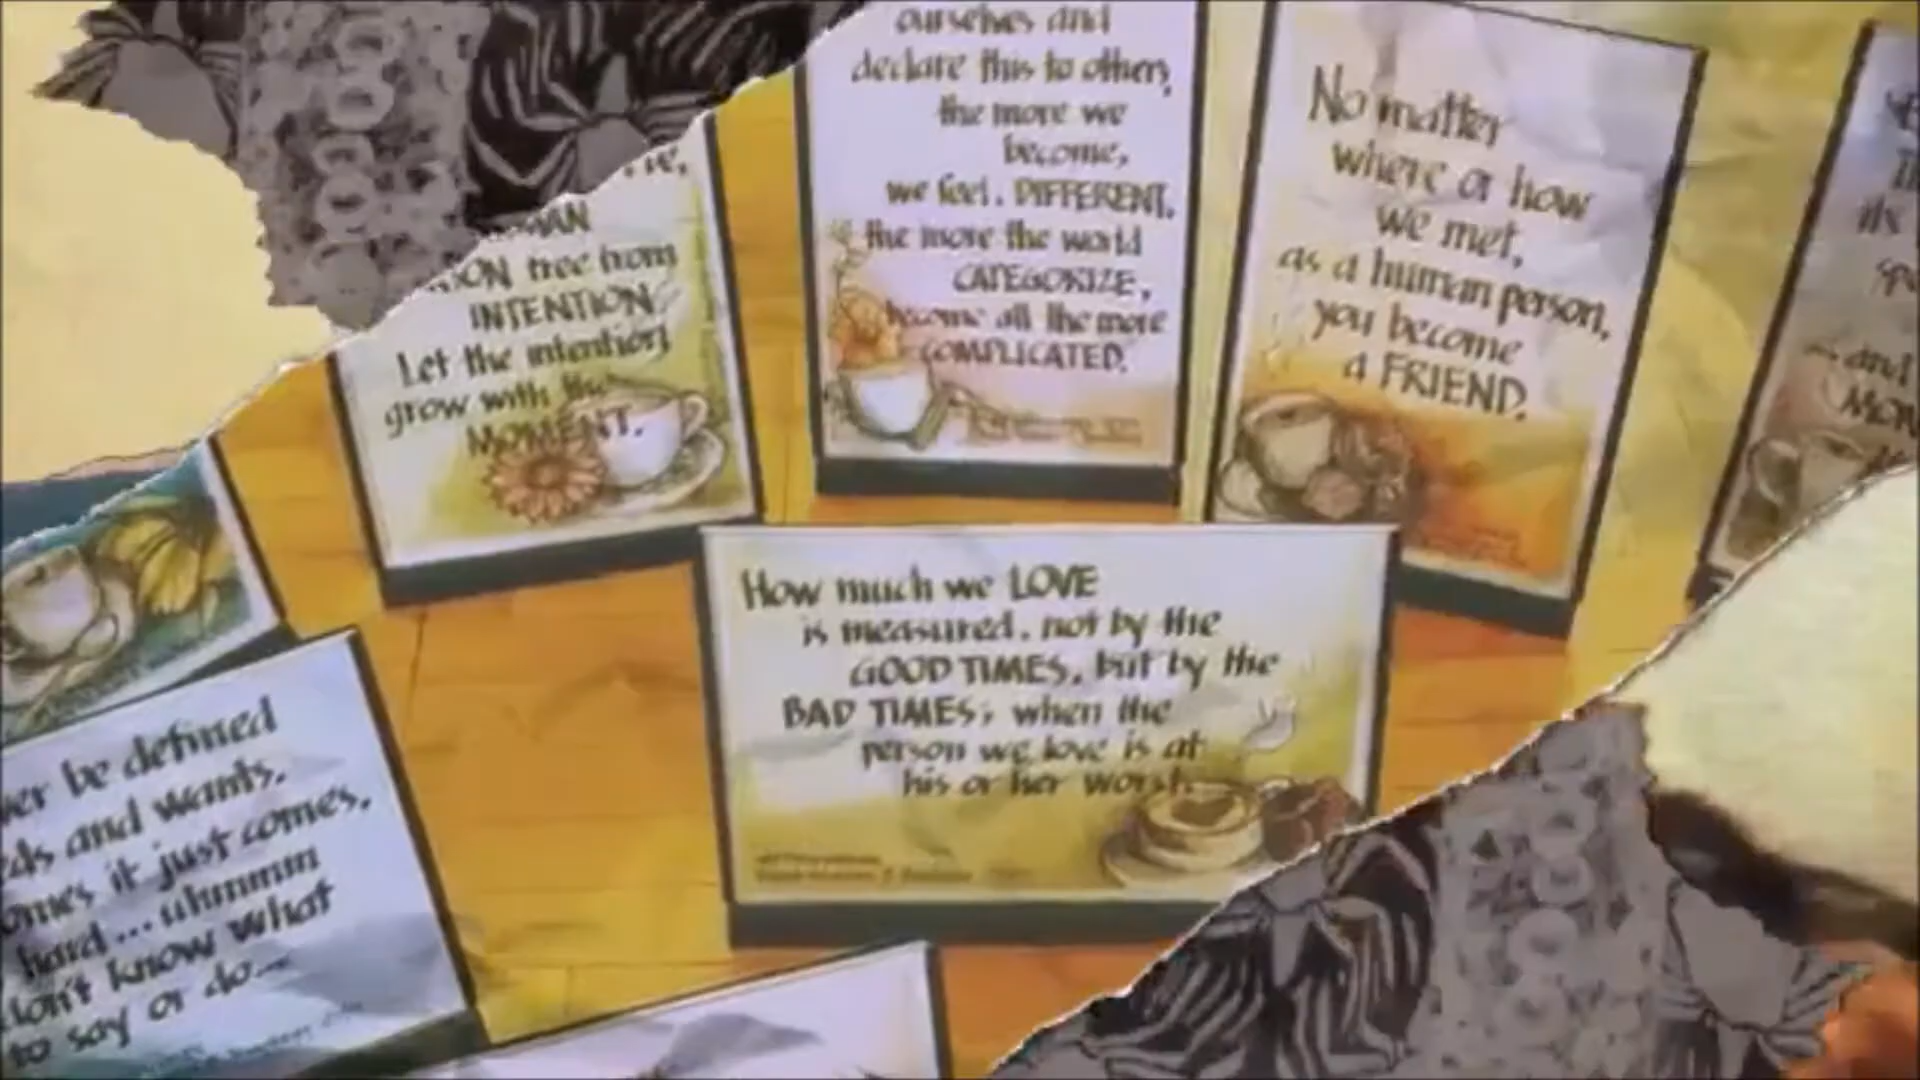 ourselves and
declare this to others,
the more we
become,
we feel, DIFFERENT,
the more the world
CATEGORIZE,
become all the more
COMPLICATED.
No matter
where or how
we met,
as a human person,
you become
a FRIEND.
tree from
INTENTION
Let the intention
grow with the
MOMENT.
How much we LOVE
is measured, not by the
GOOD TIMES, but by the
BAD TIMES; when the
person we love is at
his or her worst.
be defined
and wants.
it just comes,
hard... uhmmm
know what
to say or do...
and